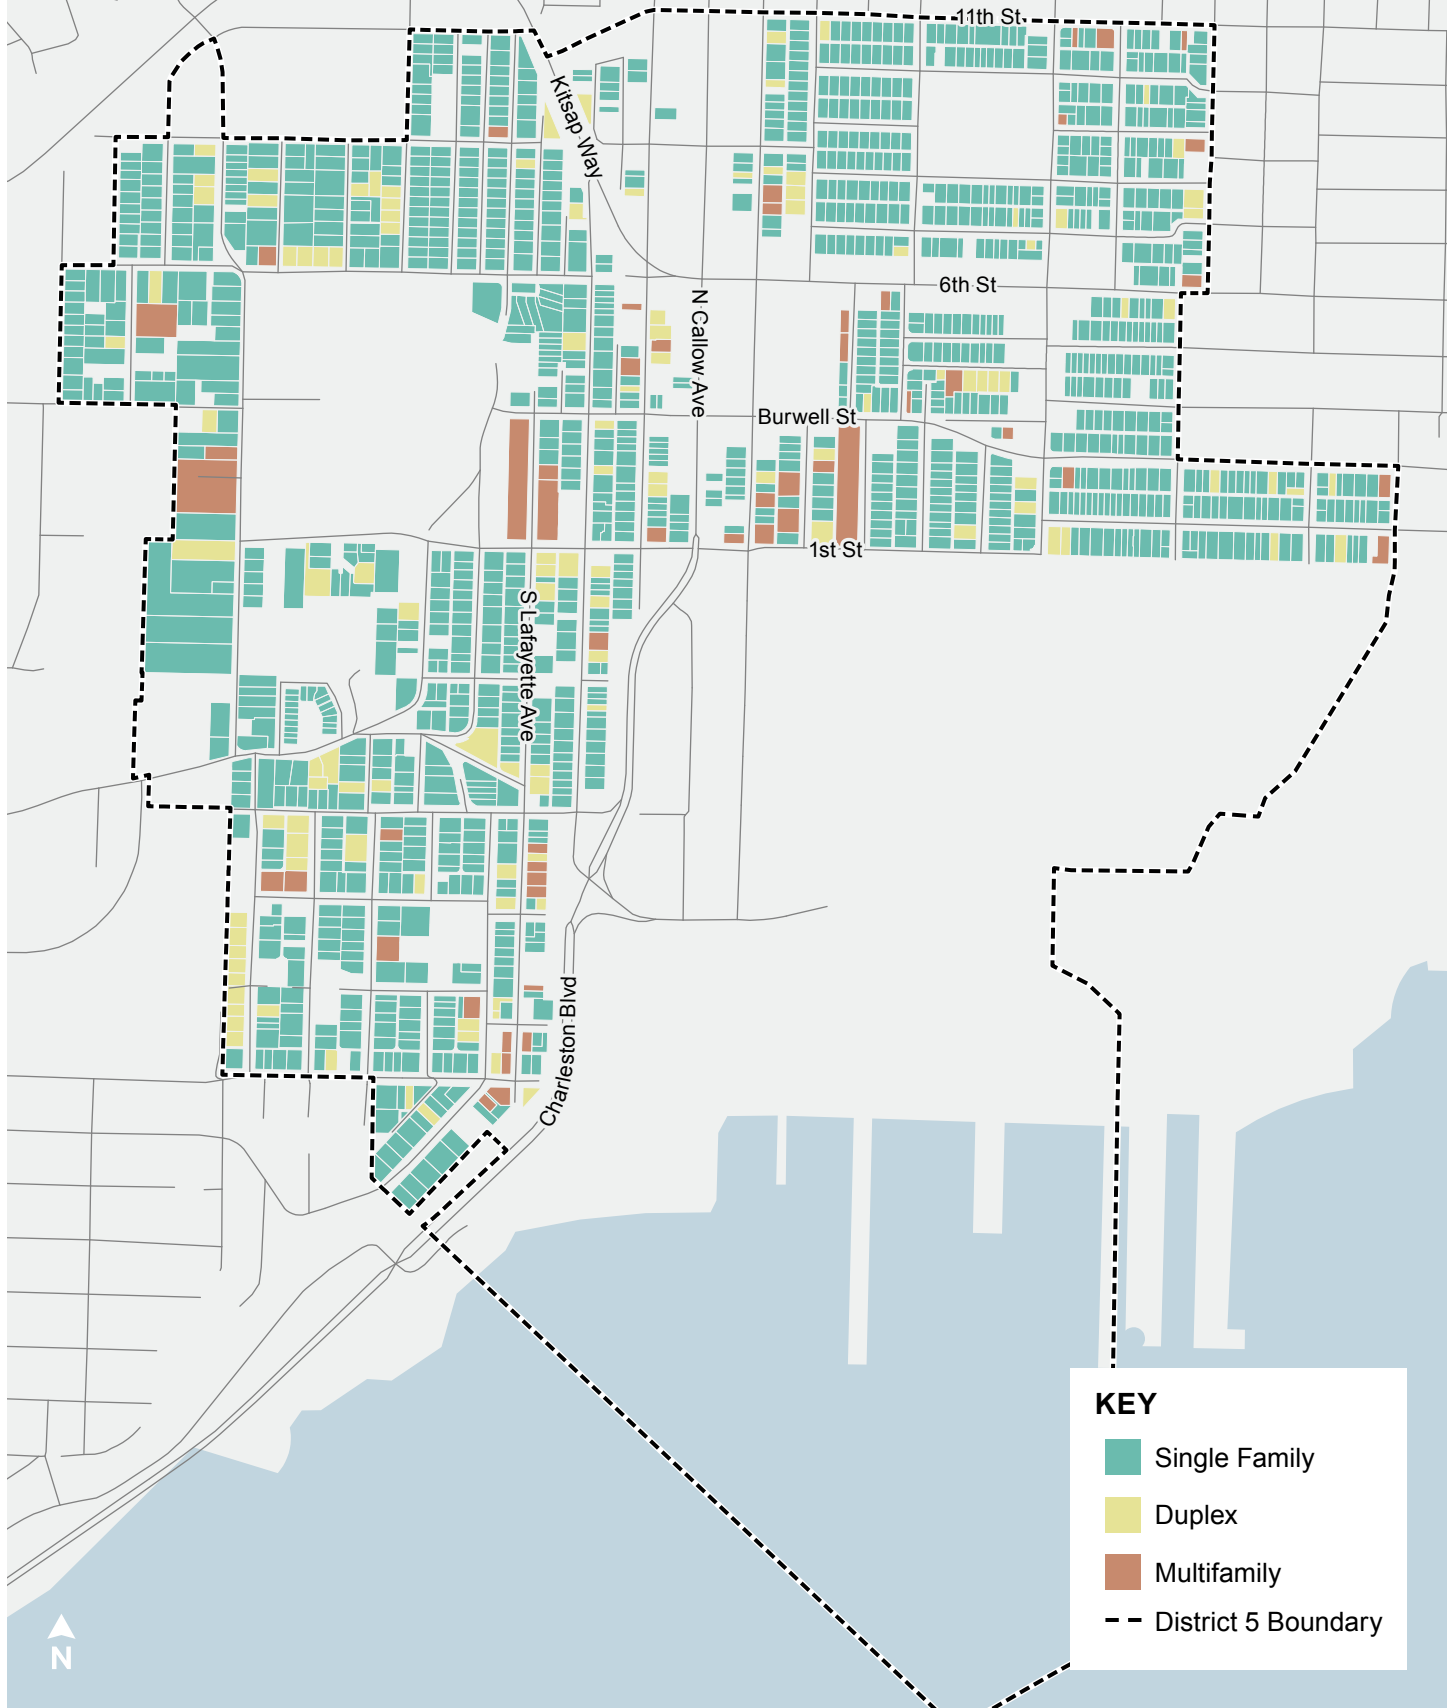 11th St
Kitsap Way
6th St
N Callow Ave
Burwell St
1st St
S Lafayette Ave
Charleston Blvd
KEY
Single Family
Duplex
Multifamily
District 5 Boundary
N